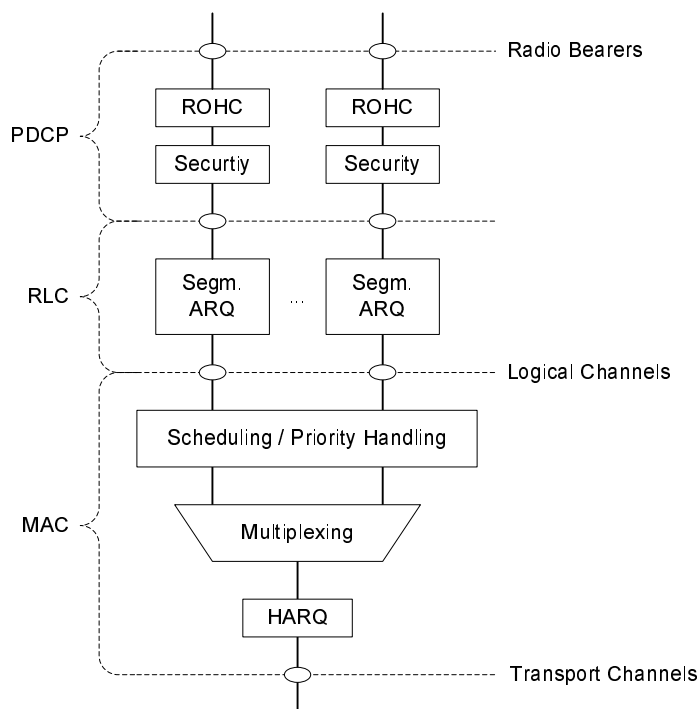 Radio Bearers
ROHC ROHC
PDCP
Securtiy Security
Segm. ARQ ... Segm. ARQ
RLC
Logical Channels
Scheduling / Priority Handling
MAC
Multiplexing
HARQ
Transport Channels